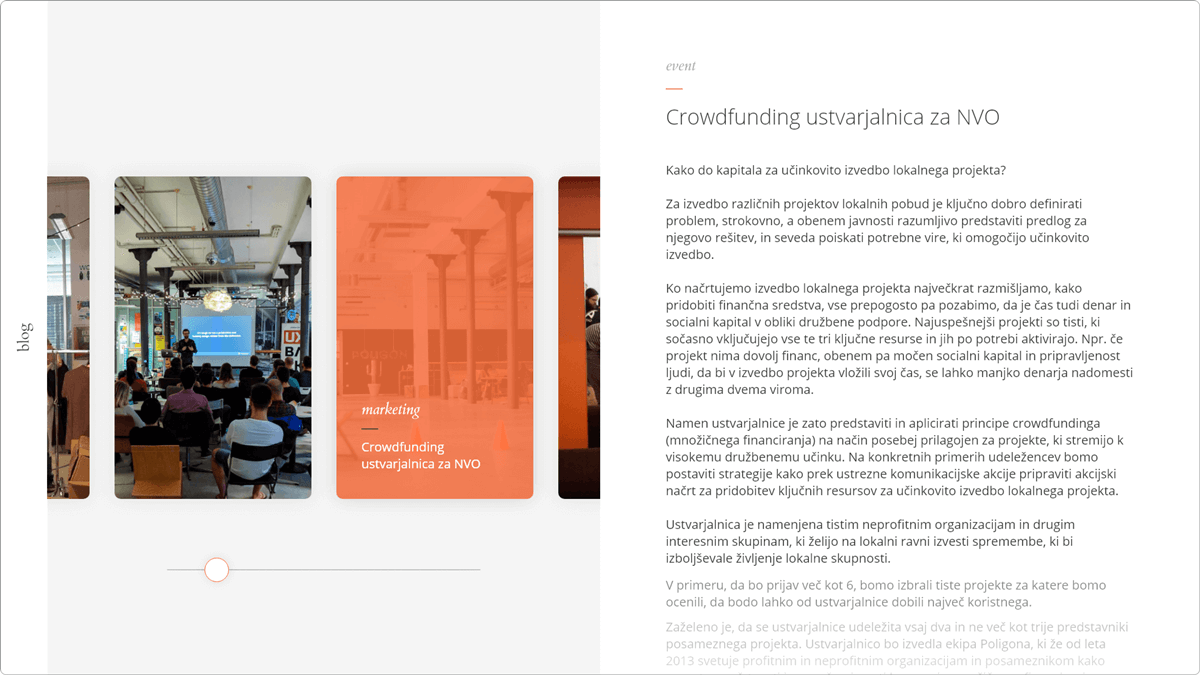 blog
marketing
Crowdfunding
ustvarjalnica za NVO
event
Crowdfunding ustvarjalnica za NVO
Kako do kapitala za učinkovito izvedbo lokalnega projekta?
Za izvedbo različnih projektov lokalnih pobud je ključno dobro definirati
problem, strokovno, a obenem javnosti razumljivo predstaviti predlog za
njegovo rešitev, in seveda poiskati potrebne vire, ki omogočijo učinkovito
izvedbo.
Ko načrtujemo izvedbo lokalnega projekta največkrat razmišljamo, kako
pridobiti finančna sredstva, vse prepogosto pa pozabimo, da je čas tudi denar in
socialni kapital v obliki družbene podpore. Najuspešnejši projekti so tisti, ki
sočasno vključujejo vse te tri ključne resurse in jih po potrebi aktivirajo. Npr. če
projekt nima dovolj financ, obenem pa močen socialni kapital in pripravljenost
ljudi, da bi v izvedbo projekta vložili svoj čas, se lahko manjko denarja nadomesti
z drugima dvema viroma.
Namen ustvarjalnice je zato predstaviti in aplicirati principe crowdfundinga
(množičnega financiranja) na način posebej prilagojen za projekte, ki stremijo k
visokemu družbenemu učinku. Na konkretnih primerih udeležencev bomo
postaviti strategije kako prek ustrezne komunikacijske akcije pripraviti akcijski
načrt za pridobitev ključnih resursov za učinkovito izvedbo lokalnega projekta.
Ustvarjalnica je namenjena tistim neprofitnim organizacijam in drugim
interesnim skupinam, ki želijo na lokalni ravni izvesti spremembe, ki bi
izboljševale življenje lokalne skupnosti.
V primeru, da bo prijav več kot 6, bomo izbrali tiste projekte za katere bomo
ocenili, da bodo lahko od ustvarjalnice dobili največ koristnega.
Zaželeno je, da se ustvarjalnice udeležita vsaj dva in ne več kot trije predstavniki
posameznega projekta. Ustvarjalnico bo izvedla ekipa Poligona, ki že od leta
2013 svetuje profitnim in neprofitnim organizacijam in posameznikom kako